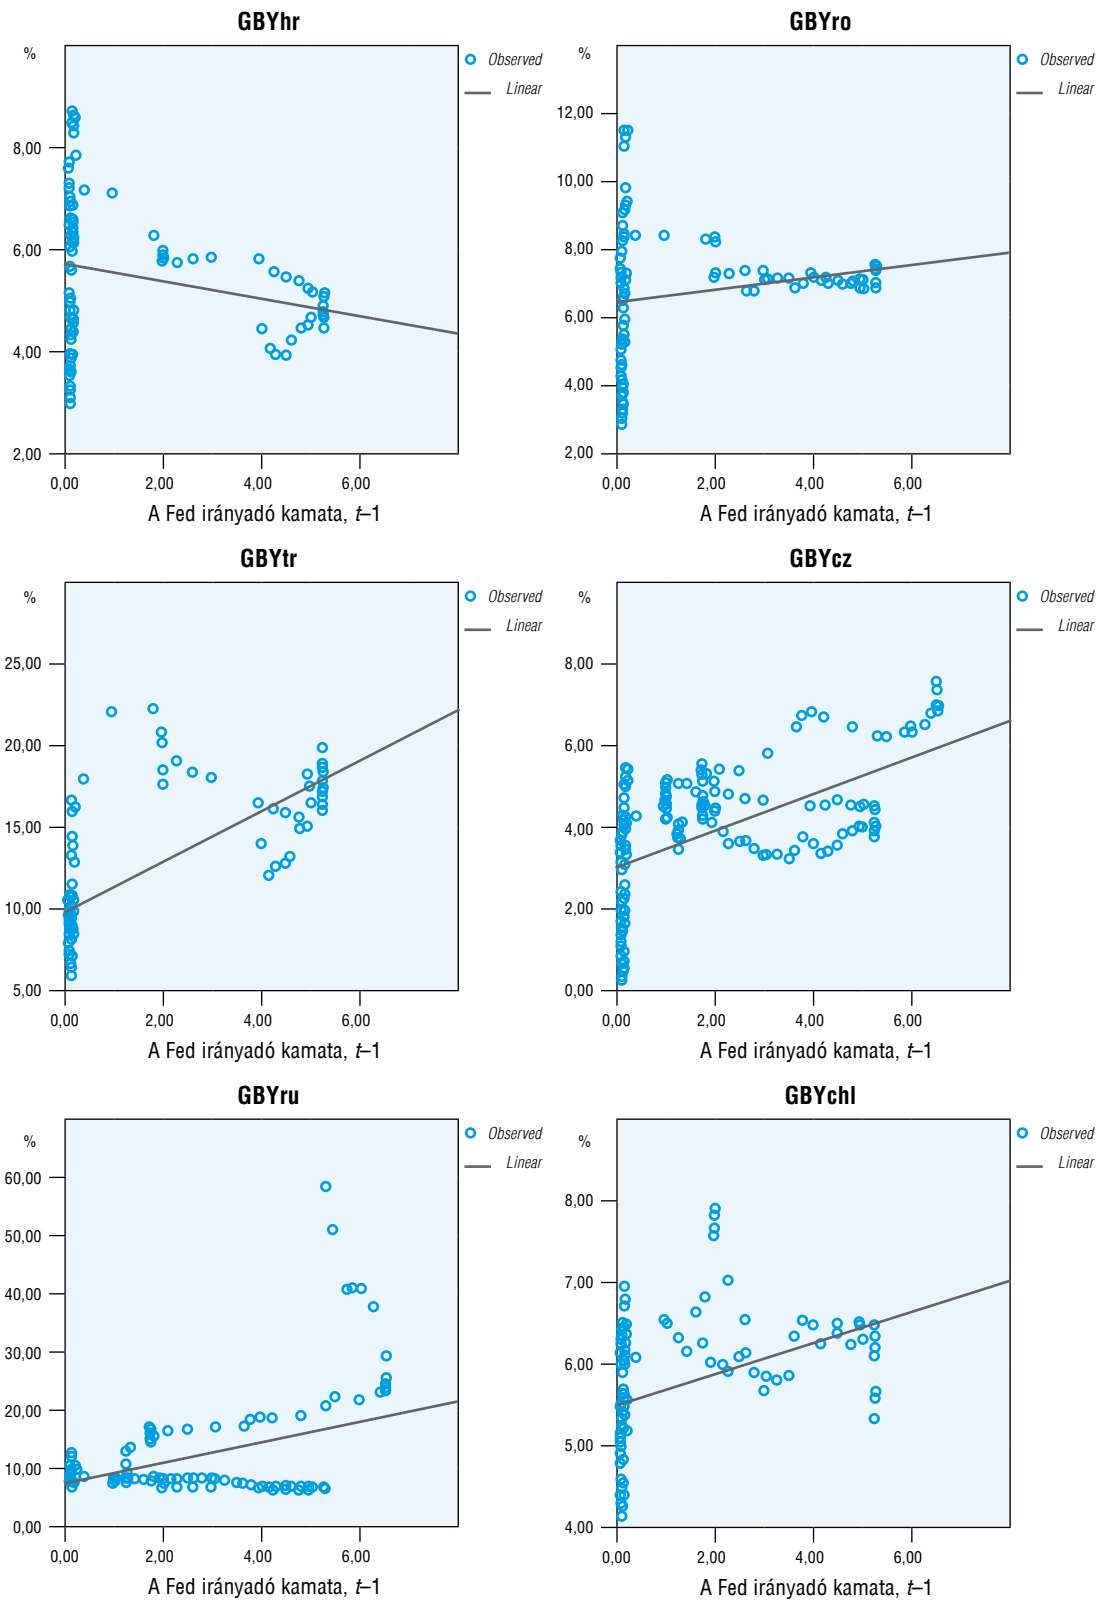 GBYhr
%
Observed
Linear
8,00
6,00
4,00
2,00
0,00 2,00 4,00 6,00
A Fed irányadó kamata, t–1
GBYro
%
Observed
Linear
12,00
10,00
8,00
6,00
4,00
2,00
0,00 2,00 4,00 6,00
A Fed irányadó kamata, t–1
GBYtr
%
Observed
Linear
25,00
20,00
15,00
10,00
5,00
0,00 2,00 4,00 6,00
A Fed irányadó kamata, t–1
GBYcz
%
Observed
Linear
8,00
6,00
4,00
2,00
0,00
0,00 2,00 4,00 6,00
A Fed irányadó kamata, t–1
GBYru
%
Observed
Linear
60,00
50,00
40,00
30,00
20,00
10,00
0,00
0,00 2,00 4,00 6,00
A Fed irányadó kamata, t–1
GBYchl
%
Observed
Linear
8,00
7,00
6,00
5,00
4,00
0,00 2,00 4,00 6,00
A Fed irányadó kamata, t–1